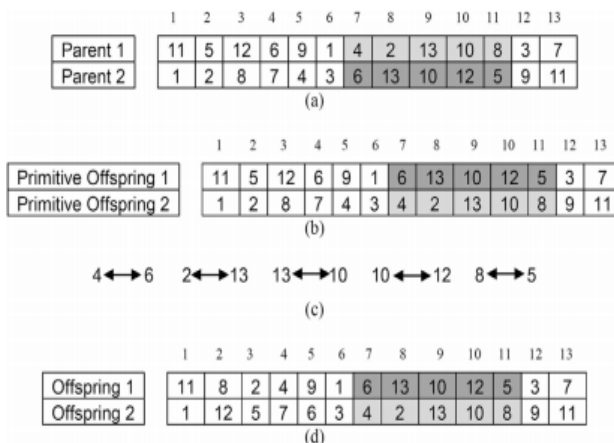 1 2 3 4 5 6 7 8 9 10 11 12 13
Parent 1 11 5 12 6 9 1 4 2 13 10 8 3 7
Parent 2 1 2 8 7 4 3 6 13 10 12 5 9 11
(a)
1 2 3 4 5 6 7 8 9 10 11 12 13
Primitive Offspring 1 11 5 12 6 9 1 6 13 10 12 5 3 7
Primitive Offspring 2 1 2 8 7 4 3 4 2 13 10 8 9 11
(b)
4 6 2 13 13 10 10 12 8 5
(c)
1 2 3 4 5 6 7 8 9 10 11 12 13
Offspring 1 11 8 2 4 9 1 6 13 10 12 5 3 7
Offspring 2 1 12 5 7 6 3 4 2 13 10 8 9 11
(d)